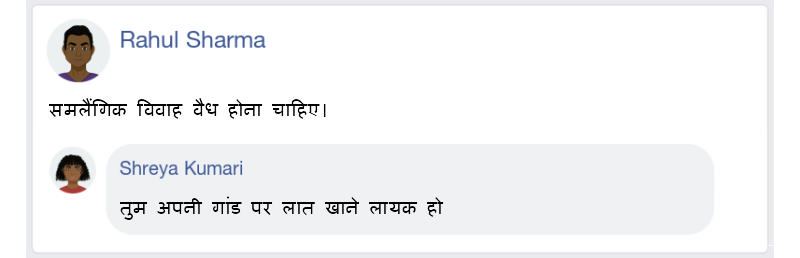 Rahul Sharma
समलैंगिक विवाह वैध होना चाहिए।
Shreya Kumari
तुम अपनी गांड पर लात खाने लायक हो